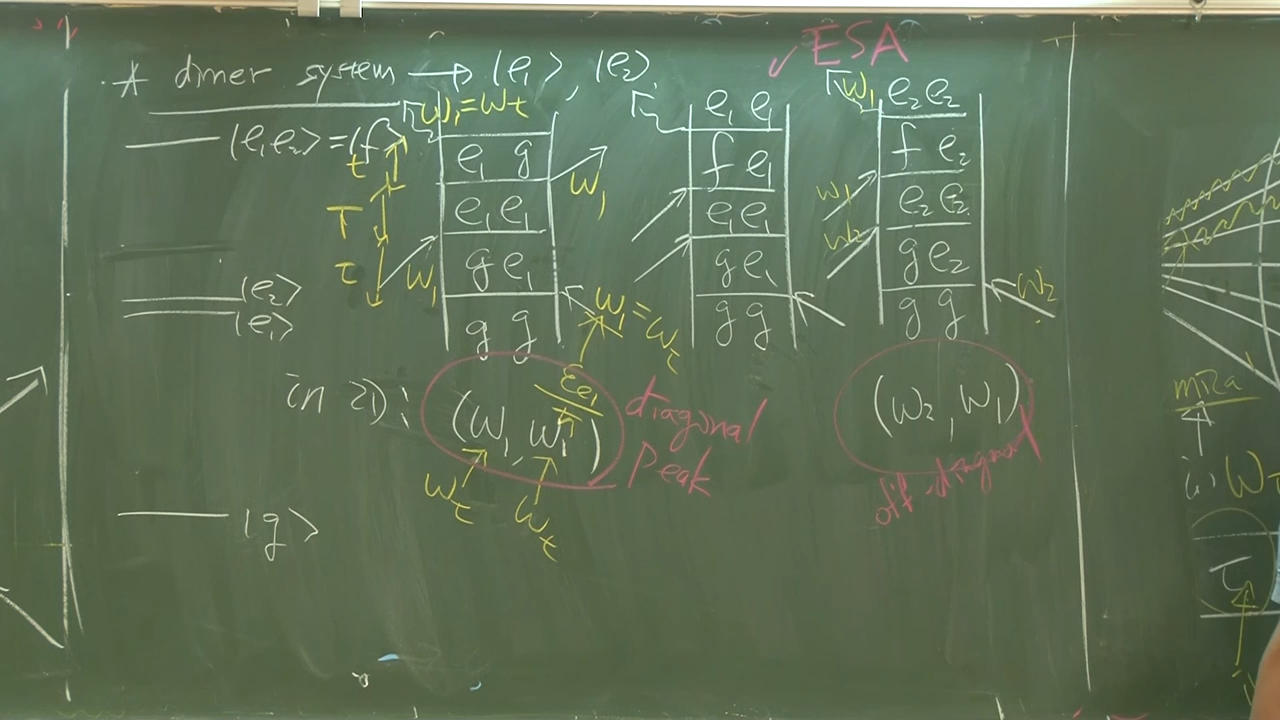 * dimer system → |e₁>, |e₂>
✓ ESA
|e₁e₂> = |f>
t
T
τ
|e₂>
|e₁>
|g>
ω₁ = ωt
e₁ g
e₁ e₁
g e₁
g g
ω₁
ω₁
ω₁ = ωτ
εe₁/ħ
e₁ e₁
f e₁
e₁ e₁
g e₁
g g
ω₁
e₂ e₂
f e₂
e₂ e₂
g e₂
g g
ω₁
ω₂
ω₂
in 2D: (ω₁, ω₁)
diagonal
peak
ωτ
ωt
(ω₂, ω₁)
off-diagonal